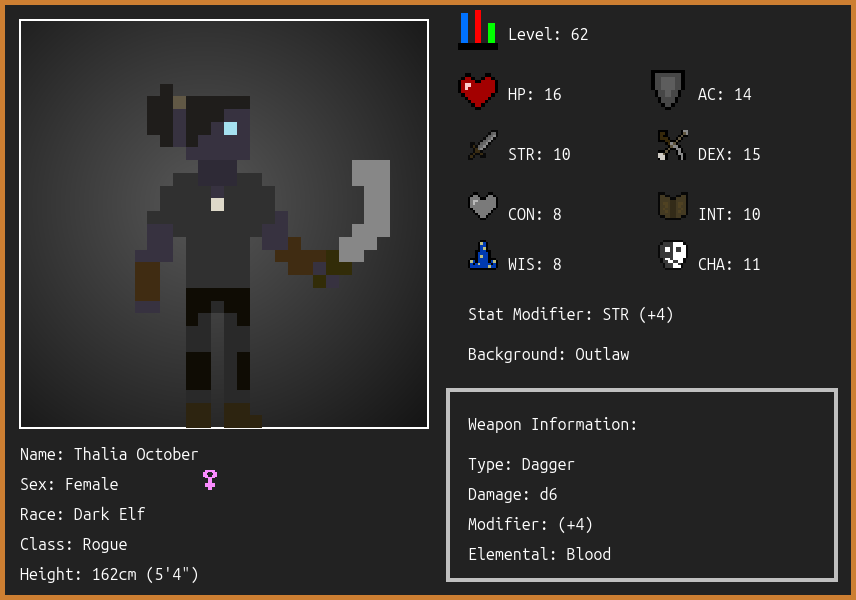 Level: 62
HP: 16
AC: 14
STR: 10
DEX: 15
CON: 8
INT: 10
WIS: 8
CHA: 11
Stat Modifier: STR (+4)
Background: Outlaw
Weapon Information:
Type: Dagger
Damage: d6
Modifier: (+4)
Elemental: Blood
Name: Thalia October
Sex: Female
Race: Dark Elf
Class: Rogue
Height: 162cm (5'4")